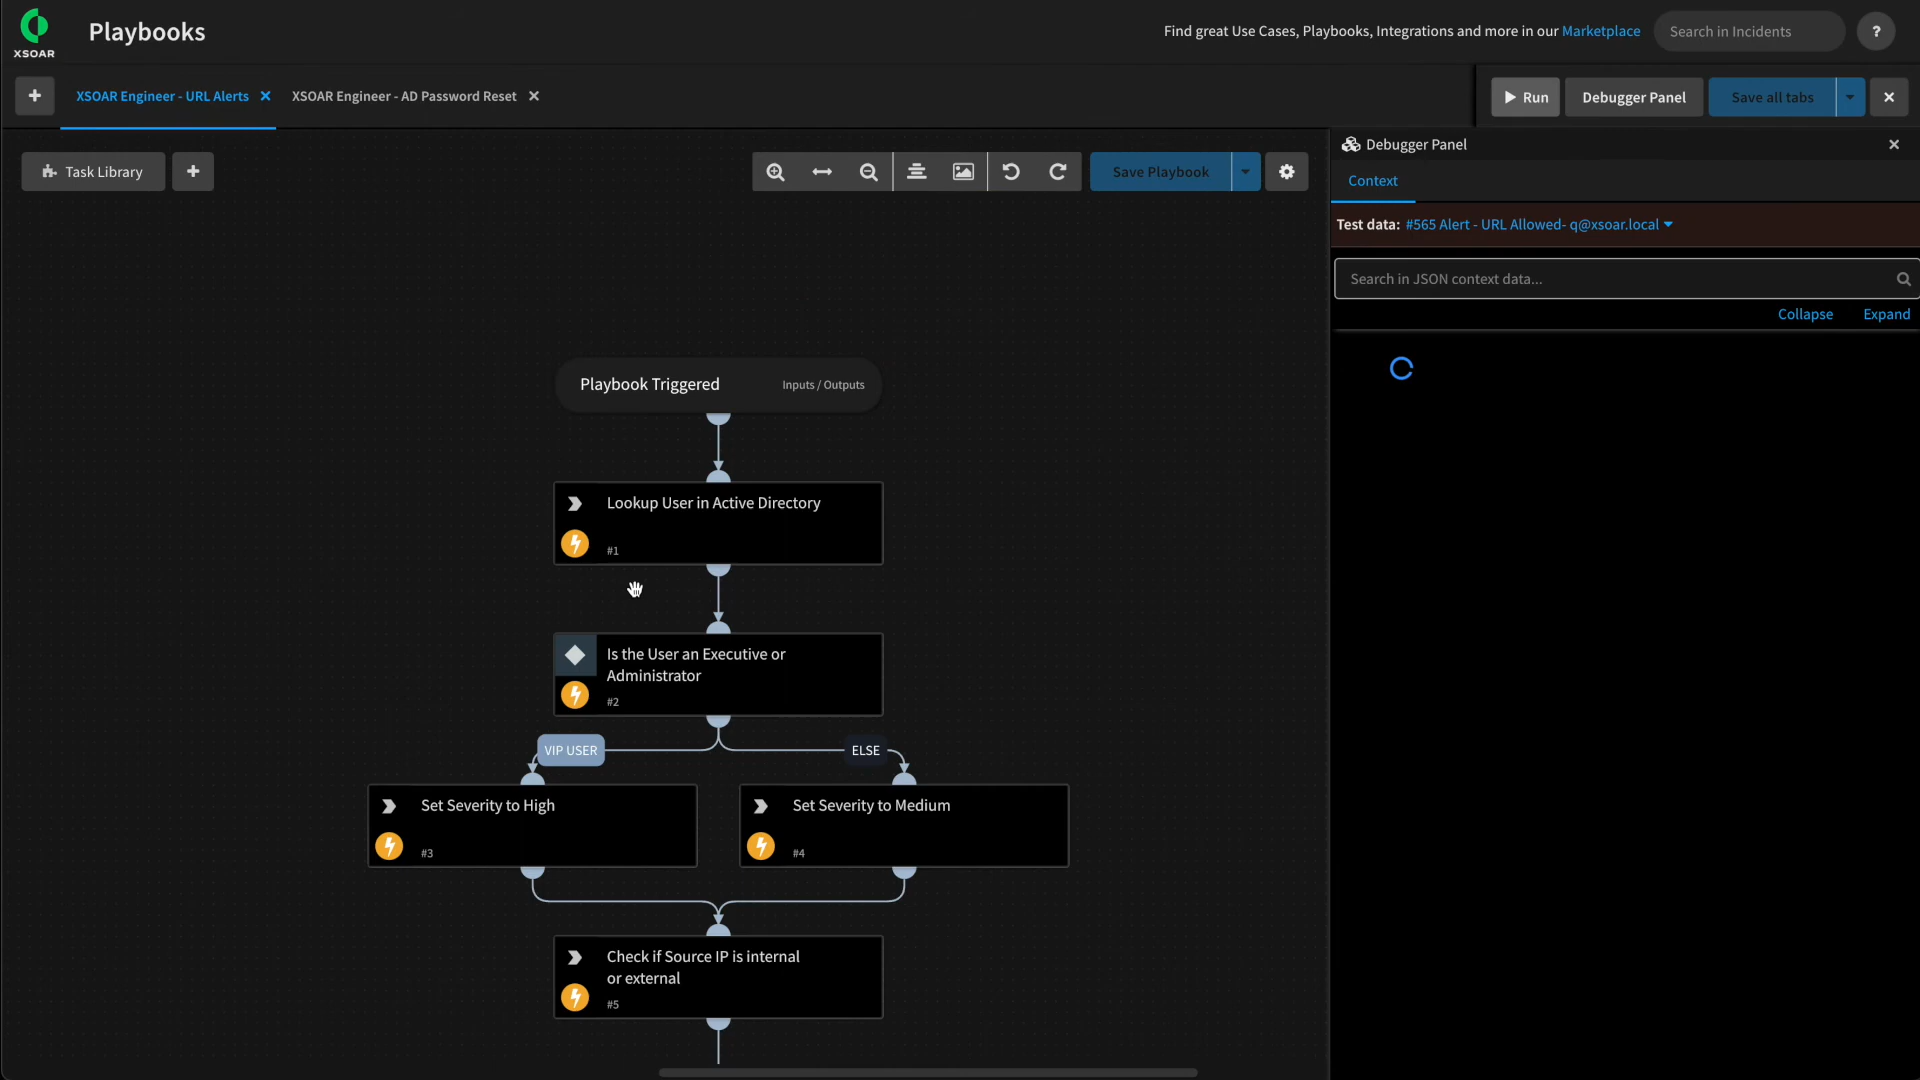 XSOAR
Playbooks
Find great Use Cases, Playbooks, Integrations and more in our Marketplace
Search in Incidents
?
+
XSOAR Engineer - URL Alerts
XSOAR Engineer - AD Password Reset
Run
Debugger Panel
Save all tabs
Task Library
+
Save Playbook
Debugger Panel
Context
Test data: #565 Alert - URL Allowed- q@xsoar.local
Search in JSON context data...
Collapse
Expand
Playbook Triggered
Inputs / Outputs
Lookup User in Active Directory
#1
Is the User an Executive or
Administrator
#2
VIP USER
ELSE
Set Severity to High
#3
Set Severity to Medium
#4
Check if Source IP is internal
or external
#5